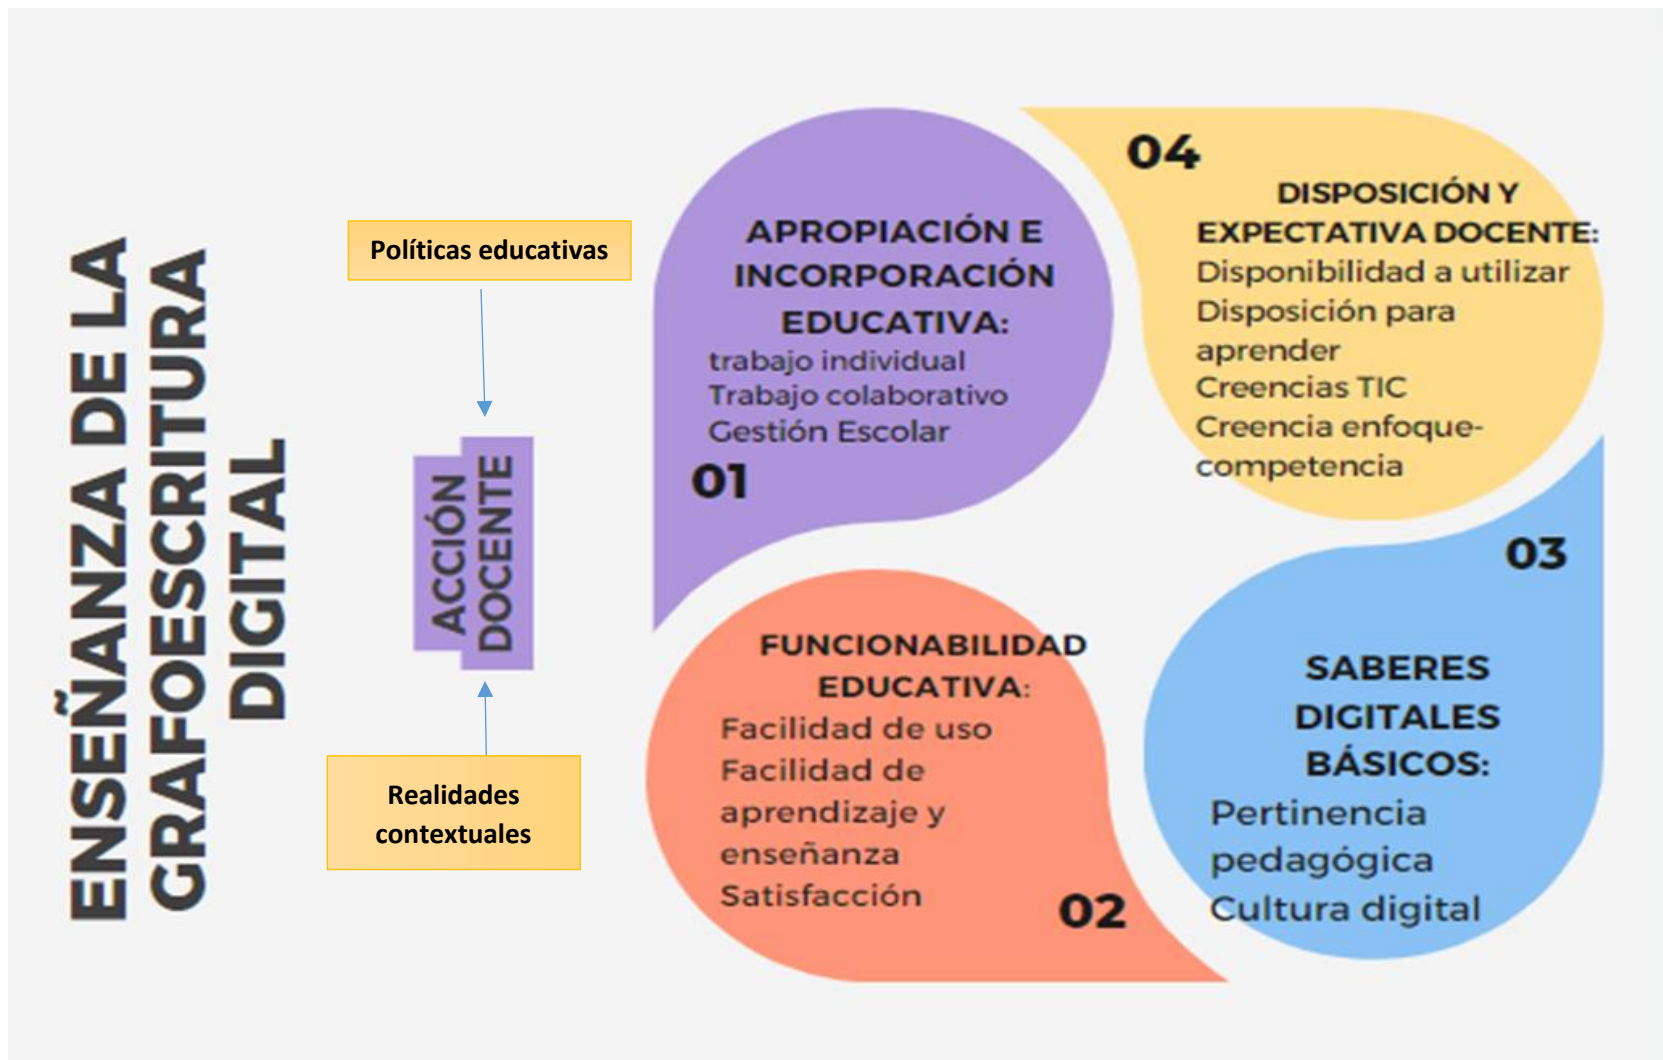 ENSEÑANZA DE LA
GRAFOESCRITURA
DIGITAL
Políticas educativas
ACCIÓN
DOCENTE
Realidades
contextuales
APROPIACIÓN E
INCORPORACIÓN
EDUCATIVA:
trabajo individual
Trabajo colaborativo
Gestión Escolar
01
FUNCIONABILIDAD
EDUCATIVA:
Facilidad de uso
Facilidad de
aprendizaje y
enseñanza
Satisfacción
02
03
SABERES
DIGITALES
BÁSICOS:
Pertinencia
pedagógica
Cultura digital
04
DISPOSICIÓN Y
EXPECTATIVA DOCENTE:
Disponibilidad a utilizar
Disposición para
aprender
Creencias TIC
Creencia enfoque-
competencia